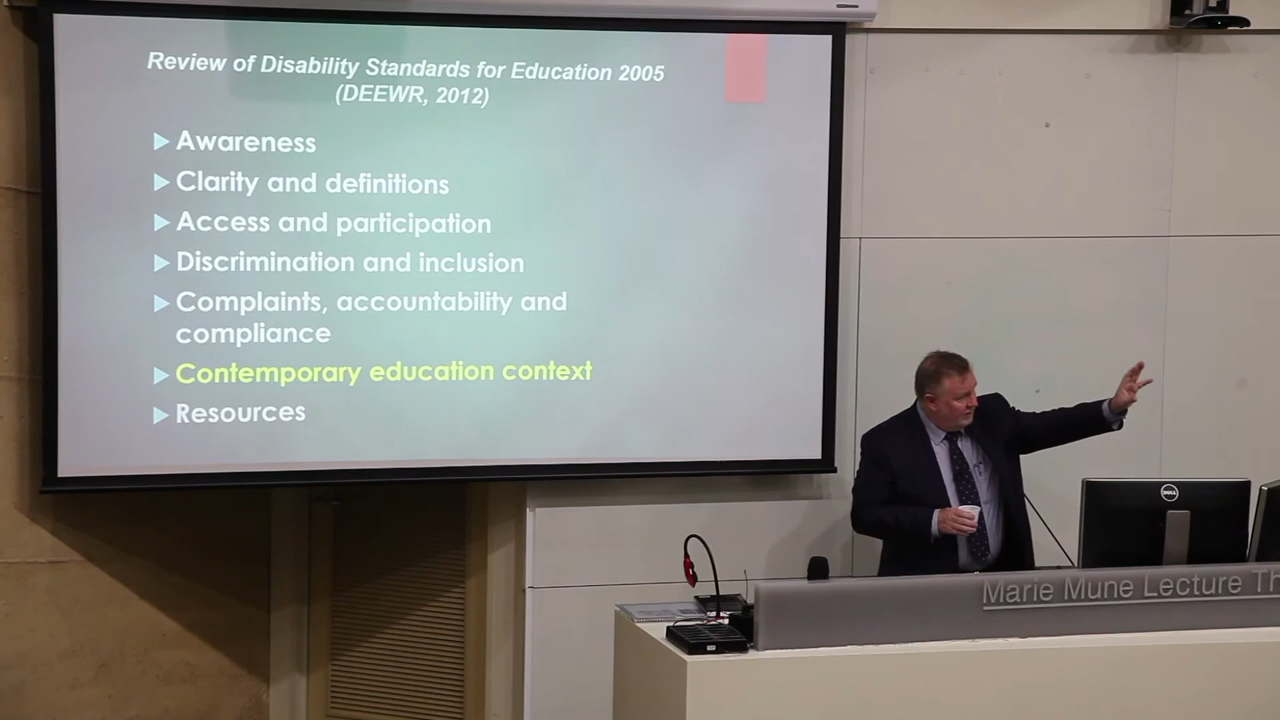 Review of Disability Standards for Education 2005
(DEEWR, 2012)
Awareness
Clarity and definitions
Access and participation
Discrimination and inclusion
Complaints, accountability and
compliance
Contemporary education context
Resources
DELL
Marie Mune Lecture Th